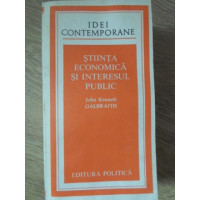 IDEI
CONTEMPORANE
ȘTIINȚA
ECONOMICĂ
ȘI INTERESUL
PUBLIC
John Kenneth
GALBRAITH
EDITURA POLITICĂ